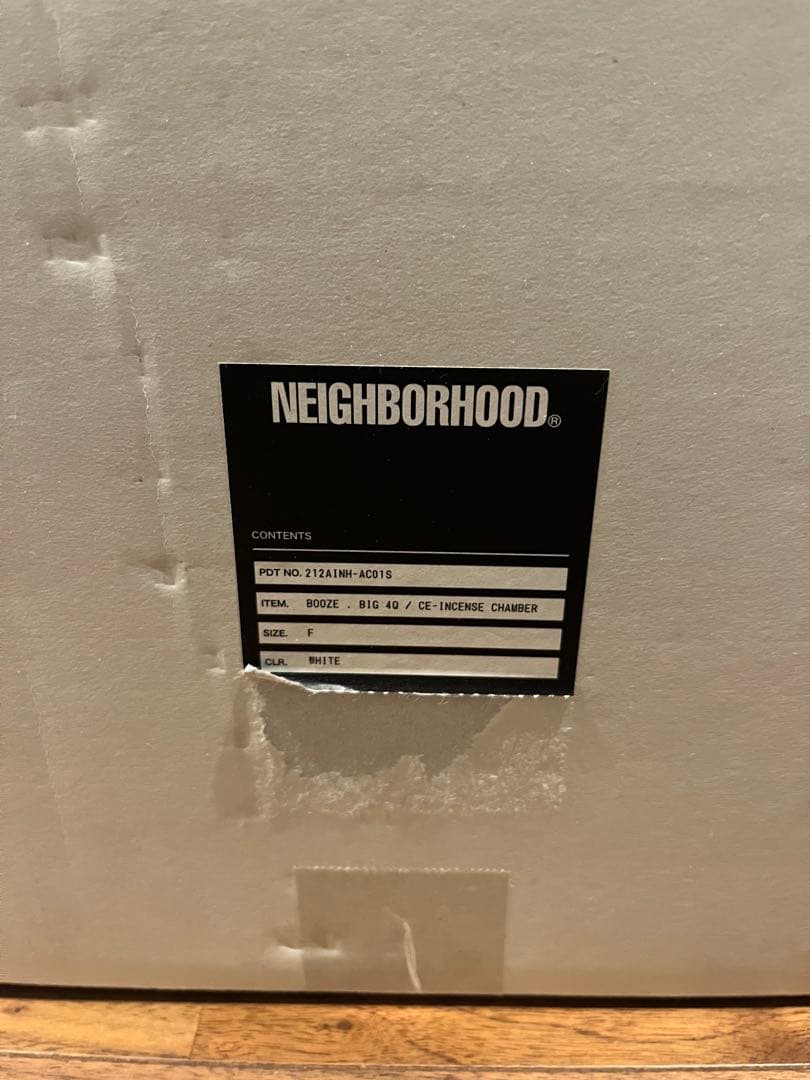 NEIGHBORHOOD®
CONTENTS
PDT NO. 212AINH-AC01S
ITEM. BOOZE . BIG 4Q / CE-INCENSE CHAMBER
SIZE. F
CLR. WHITE